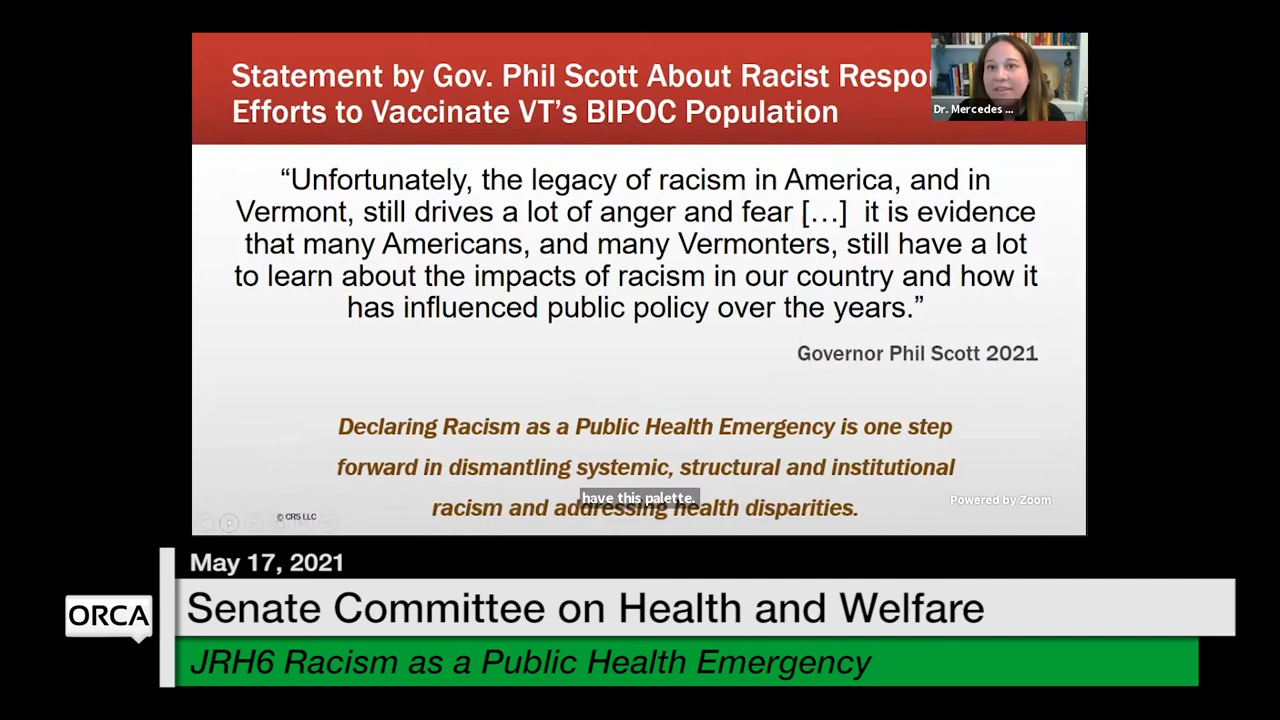 Statement by Gov. Phil Scott About Racist
Efforts to Vaccinate VT's BIPOC Population
Dr. Mercedes ...
“Unfortunately, the legacy of racism in America, and in
Vermont, still drives a lot of anger and fear […] it is evidence
that many Americans, and many Vermonters, still have a lot
to learn about the impacts of racism in our country and how it
has influenced public policy over the years.”
Governor Phil Scott 2021
Declaring Racism as a Public Health Emergency is one step
forward in dismantling systemic, structural and institutional
have this palette.
Powered by Zoom
racism and addressing health disparities.
© CRS LLC
May 17, 2021
ORCA
Senate Committee on Health and Welfare
JRH6 Racism as a Public Health Emergency